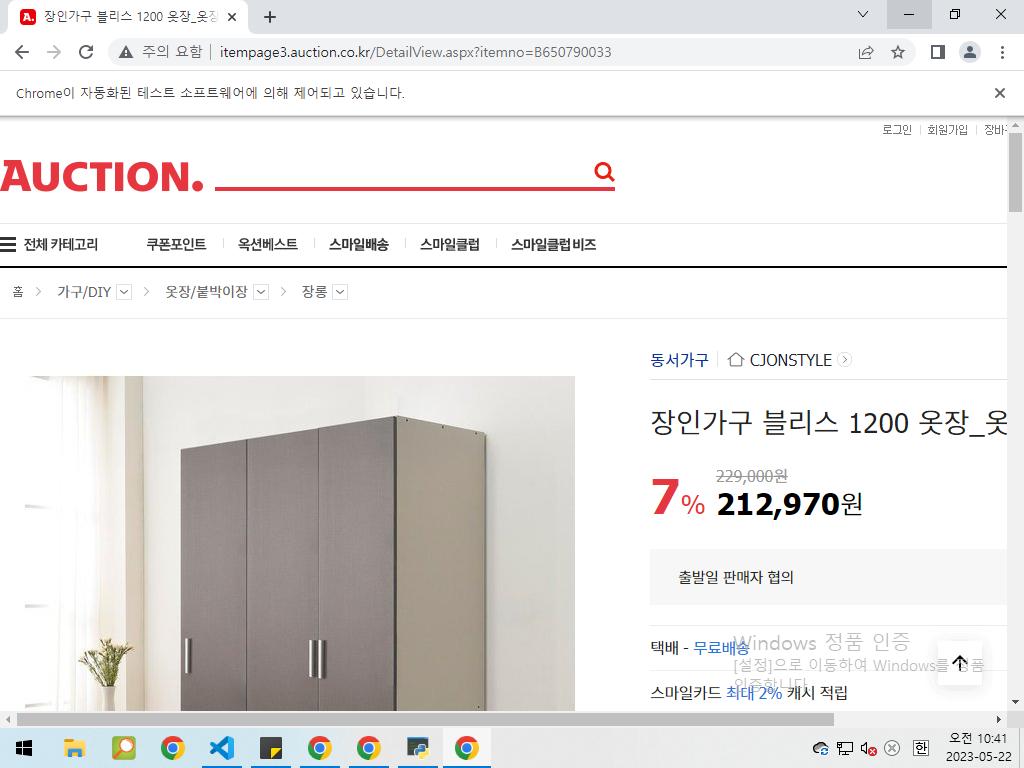 장인가구 블리스 1200 옷장_옷장
주의 요함
itempage3.auction.co.kr/DetailView.aspx?itemno=B650790033
Chrome이 자동화된 테스트 소프트웨어에 의해 제어되고 있습니다.
로그인 회원가입 장바
AUCTION.
전체 카테고리 쿠폰포인트 옥션베스트 스마일배송 스마일클럽 스마일클럽 비즈
홈 가구/DIY 옷장/붙박이장 장롱
동서가구 CJONSTYLE
장인가구 블리스 1200 옷장_옷
229,000원
7% 212,970원
출발일 판매자 협의
택배 - 무료배송
Windows 정품 인증
[설정]으로 이동하여 Windows를 정품
인증합니다.
스마일카드 최대 2% 캐시 적립
한
오전 10:41
2023-05-22